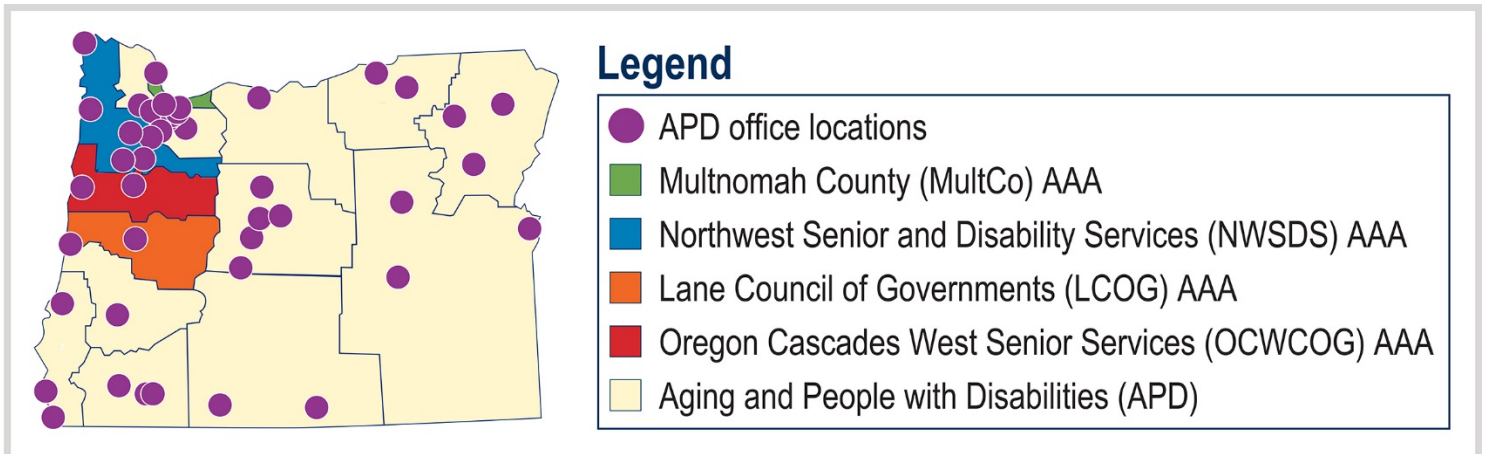 Legend
APD office locations
Multnomah County (MultCo) AAA
Northwest Senior and Disability Services (NWSDS) AAA
Lane Council of Governments (LCOG) AAA
Oregon Cascades West Senior Services (OCWCOG) AAA
Aging and People with Disabilities (APD)